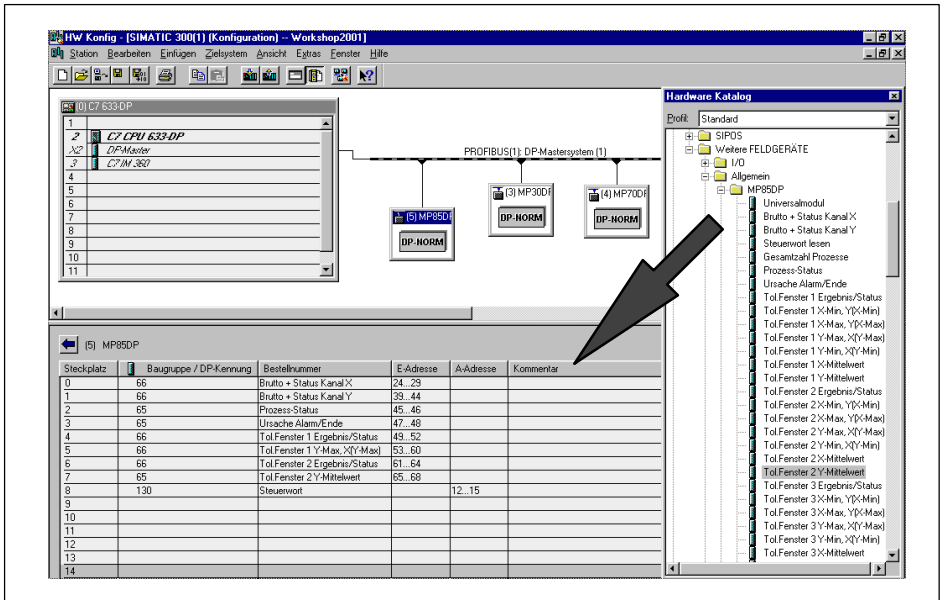 HW Konfig - [SIMATIC 300(1) (Konfiguration) -- Workshop2001]
Station Bearbeiten Einfügen Zielsystem Ansicht Extras Fenster Hilfe
(0) C7 633-DP
1
2 C7 CPU 633-DP
X2 DP-Master
3 C7 IM 360
4
5
6
7
8
9
10
11
PROFIBUS(1): DP-Mastersystem (1)
(5) MP85DP
DP-NORM
(3) MP30DF
DP-NORM
(4) MP70DF
DP-NORM
Hardware Katalog
Profil: Standard
SIPOS
Weitere FELDGERÄTE
I/O
Allgemein
MP85DP
Universalmodul
Brutto + Status Kanal X
Brutto + Status Kanal Y
Steuerwort lesen
Gesamtzahl Prozesse
Prozess-Status
Ursache Alarm/Ende
Tol.Fenster 1 Ergebnis/Status
Tol.Fenster 1 X-Min, Y(X-Min)
Tol.Fenster 1 X-Max, Y(X-Max)
Tol.Fenster 1 Y-Max, X(Y-Max)
Tol.Fenster 1 Y-Min, X(Y-Min)
Tol.Fenster 1 X-Mittelwert
Tol.Fenster 1 Y-Mittelwert
Tol.Fenster 2 Ergebnis/Status
Tol.Fenster 2 X-Min, Y(X-Min)
Tol.Fenster 2 X-Max, Y(X-Max)
Tol.Fenster 2 Y-Max, X(Y-Max)
Tol.Fenster 2 Y-Min, X(Y-Min)
Tol.Fenster 2 X-Mittelwert
Tol.Fenster 2 Y-Mittelwert
Tol.Fenster 3 Ergebnis/Status
Tol.Fenster 3 X-Min, Y(X-Min)
Tol.Fenster 3 X-Max, Y(X-Max)
Tol.Fenster 3 Y-Max, X(Y-Max)
Tol.Fenster 3 Y-Min, X(Y-Min)
Tol.Fenster 3 X-Mittelwert
(5) MP85DP
Steckplatz Baugruppe / DP-Kennung Bestellnummer E-Adresse A-Adresse Kommentar
0 66 Brutto + Status Kanal X 24...29
1 66 Brutto + Status Kanal Y 39...44
2 65 Prozess-Status 45...46
3 65 Ursache Alarm/Ende 47...48
4 66 Tol.Fenster 1 Ergebnis/Status 49...52
5 66 Tol.Fenster 1 Y-Max, X(Y-Max) 53...60
6 66 Tol.Fenster 2 Ergebnis/Status 61...64
7 65 Tol.Fenster 2 Y-Mittelwert 65...68
8 130 Steuerwort 12...15
9
10
11
12
13
14